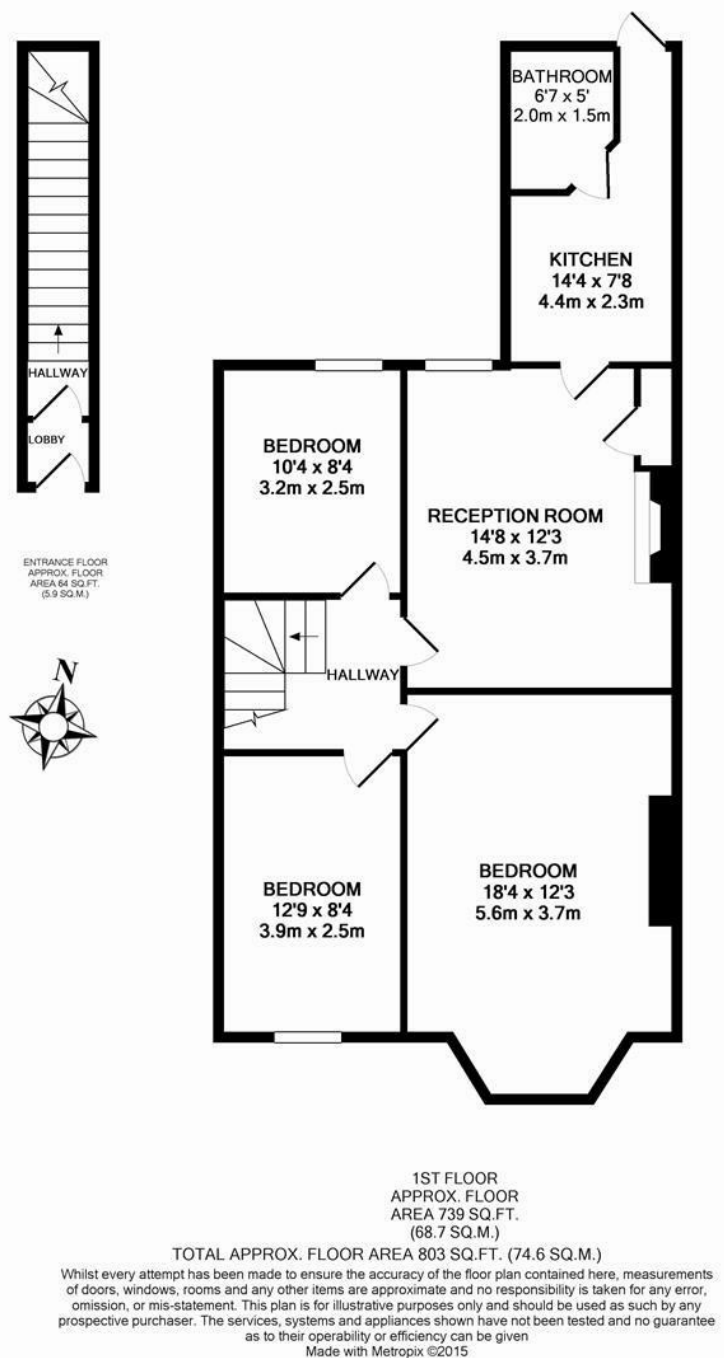 BATHROOM
6'7 x 5'
2.0m x 1.5m
KITCHEN
14'4 x 7'8
4.4m x 2.3m
HALLWAY
LOBBY
ENTRANCE FLOOR
APPROX. FLOOR
AREA 64 SQ.FT.
(5.9 SQ.M.)
BEDROOM
10'4 x 8'4
3.2m x 2.5m
RECEPTION ROOM
14'8 x 12'3
4.5m x 3.7m
N
HALLWAY
BEDROOM
12'9 x 8'4
3.9m x 2.5m
BEDROOM
18'4 x 12'3
5.6m x 3.7m
1ST FLOOR
APPROX. FLOOR
AREA 739 SQ.FT.
(68.7 SQ.M.)
TOTAL APPROX. FLOOR AREA 803 SQ.FT. (74.6 SQ.M.)
Whilst every attempt has been made to ensure the accuracy of the floor plan contained here, measurements
of doors, windows, rooms and any other items are approximate and no responsibility is taken for any error,
omission, or mis-statement. This plan is for illustrative purposes only and should be used as such by any
prospective purchaser. The services, systems and appliances shown have not been tested and no guarantee
as to their operability or efficiency can be given
Made with Metropix ©2015